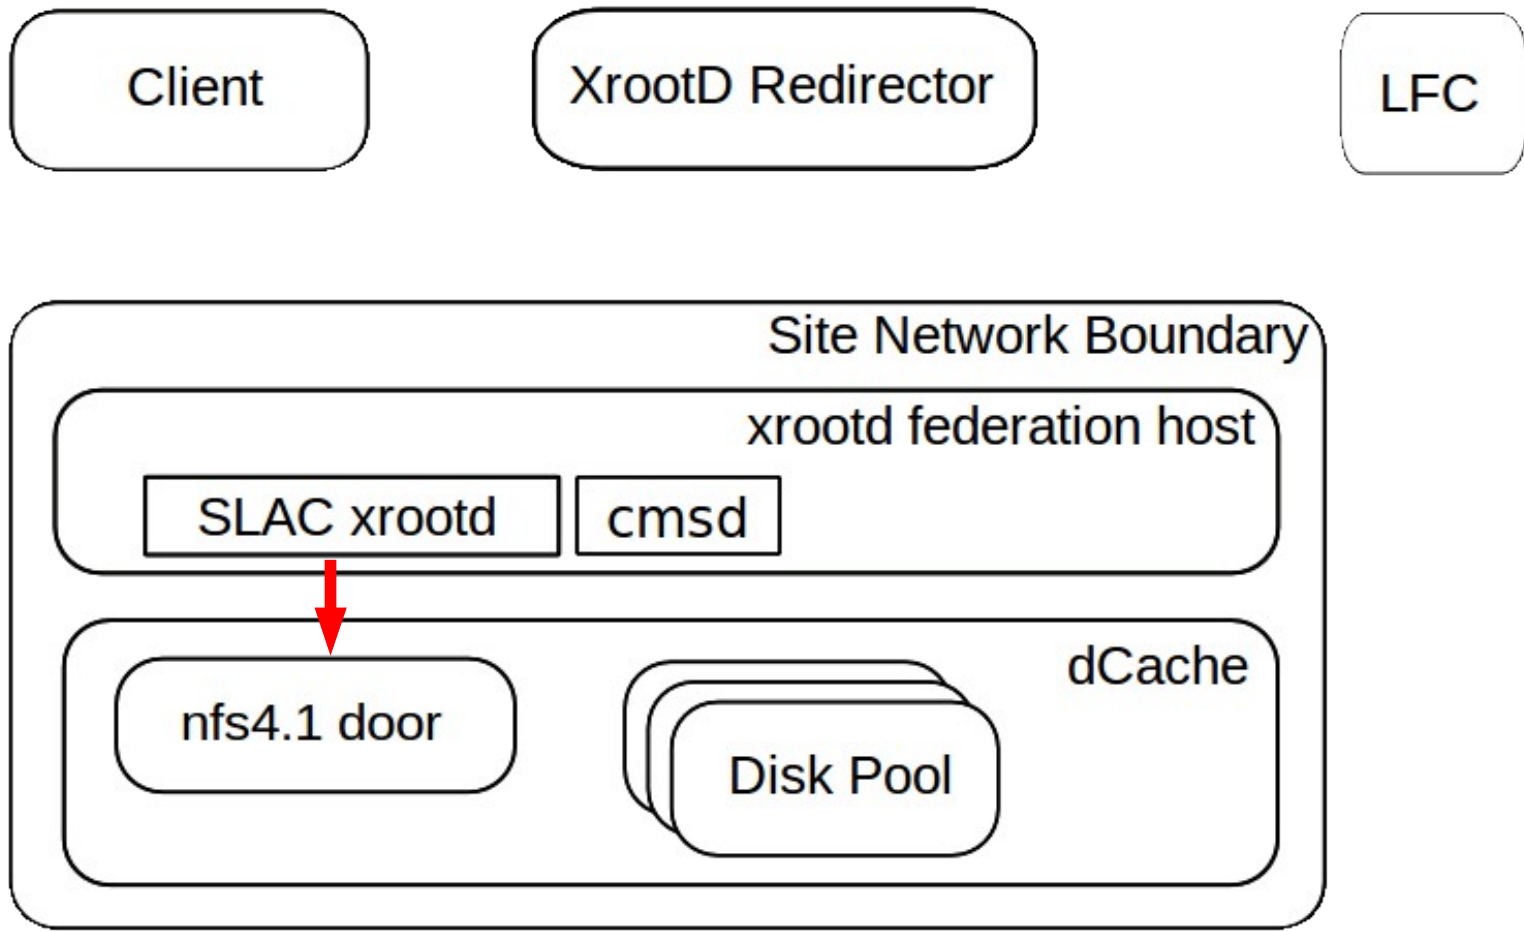 Client
XrootD Redirector
LFC
Site Network Boundary
xrootd federation host
SLAC xrootd
cmsd
dCache
nfs4.1 door
Disk Pool